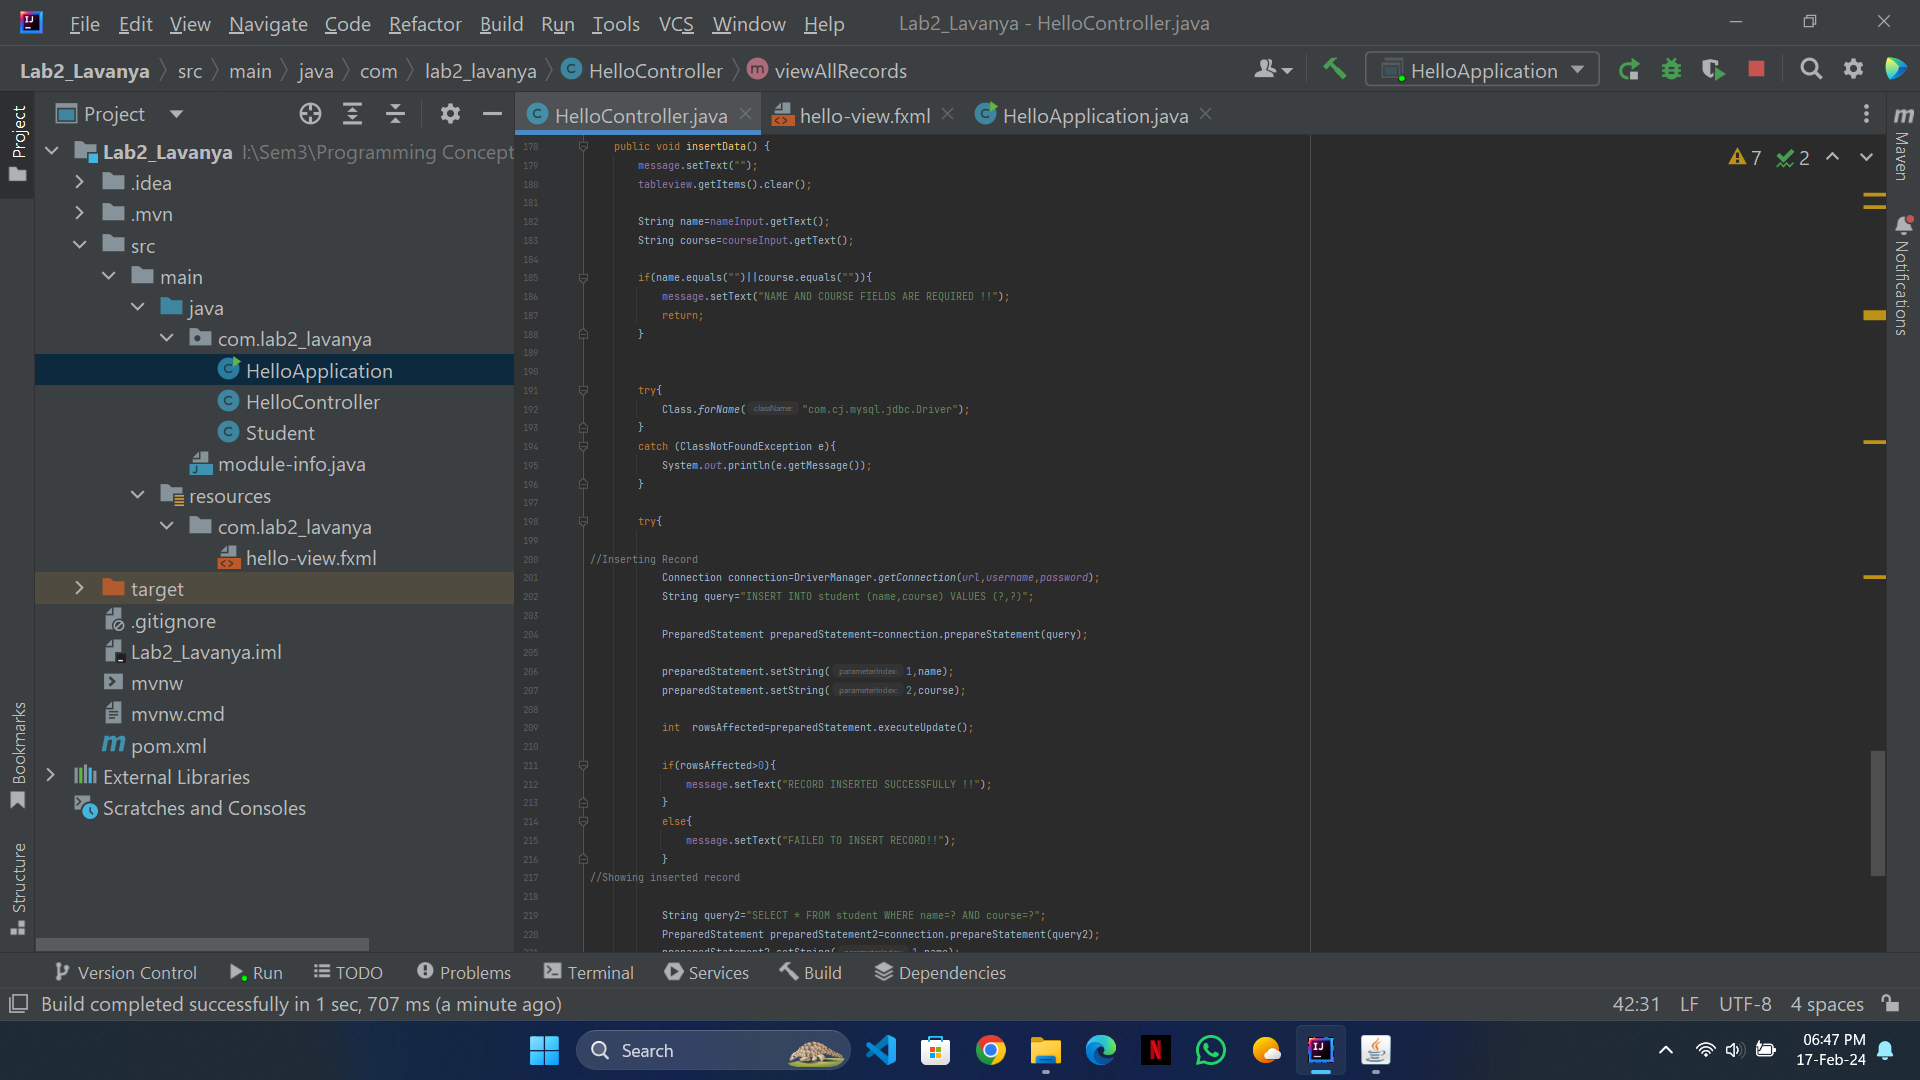 File Edit View Navigate Code Refactor Build Run Tools VCS Window Help Lab2_Lavanya - HelloController.java
Lab2_Lavanya src main java com lab2_lavanya HelloController viewAllRecords HelloApplication
Project
HelloController.java hello-view.fxml HelloApplication.java
Project
Lab2_Lavanya I:\Sem3\Programming Concept
.idea
.mvn
src
main
java
com.lab2_lavanya
HelloApplication
HelloController
Student
module-info.java
resources
com.lab2_lavanya
hello-view.fxml
target
.gitignore
Lab2_Lavanya.iml
mvnw
mvnw.cmd
pom.xml
External Libraries
Scratches and Consoles
Bookmarks
Structure
7 2
178 public void insertData() {
179 message.setText("");
180 tableview.getItems().clear();
181
182 String name=nameInput.getText();
183 String course=courseInput.getText();
184
185 if(name.equals("")||course.equals("")){
186 message.setText("NAME AND COURSE FIELDS ARE REQUIRED !!");
187 return;
188 }
189
190
191 try{
192 Class.forName( className: "com.cj.mysql.jdbc.Driver");
193 }
194 catch (ClassNotFoundException e){
195 System.out.println(e.getMessage());
196 }
197
198 try{
199
200 //Inserting Record
201 Connection connection=DriverManager.getConnection(url,username,password);
202 String query="INSERT INTO student (name,course) VALUES (?,?)";
203
204 PreparedStatement preparedStatement=connection.prepareStatement(query);
205
206 preparedStatement.setString( parameterIndex: 1,name);
207 preparedStatement.setString( parameterIndex: 2,course);
208
209 int rowsAffected=preparedStatement.executeUpdate();
210
211 if(rowsAffected>0){
212 message.setText("RECORD INSERTED SUCCESSFULLY !!");
213 }
214 else{
215 message.setText("FAILED TO INSERT RECORD!!");
216 }
217 //Showing inserted record
218
219 String query2="SELECT * FROM student WHERE name=? AND course=?";
220 PreparedStatement preparedStatement2=connection.prepareStatement(query2);
Maven
Notifications
Version Control Run TODO Problems Terminal Services Build Dependencies
Build completed successfully in 1 sec, 707 ms (a minute ago) 42:31 LF UTF-8 4 spaces
Search
06:47 PM
17-Feb-24